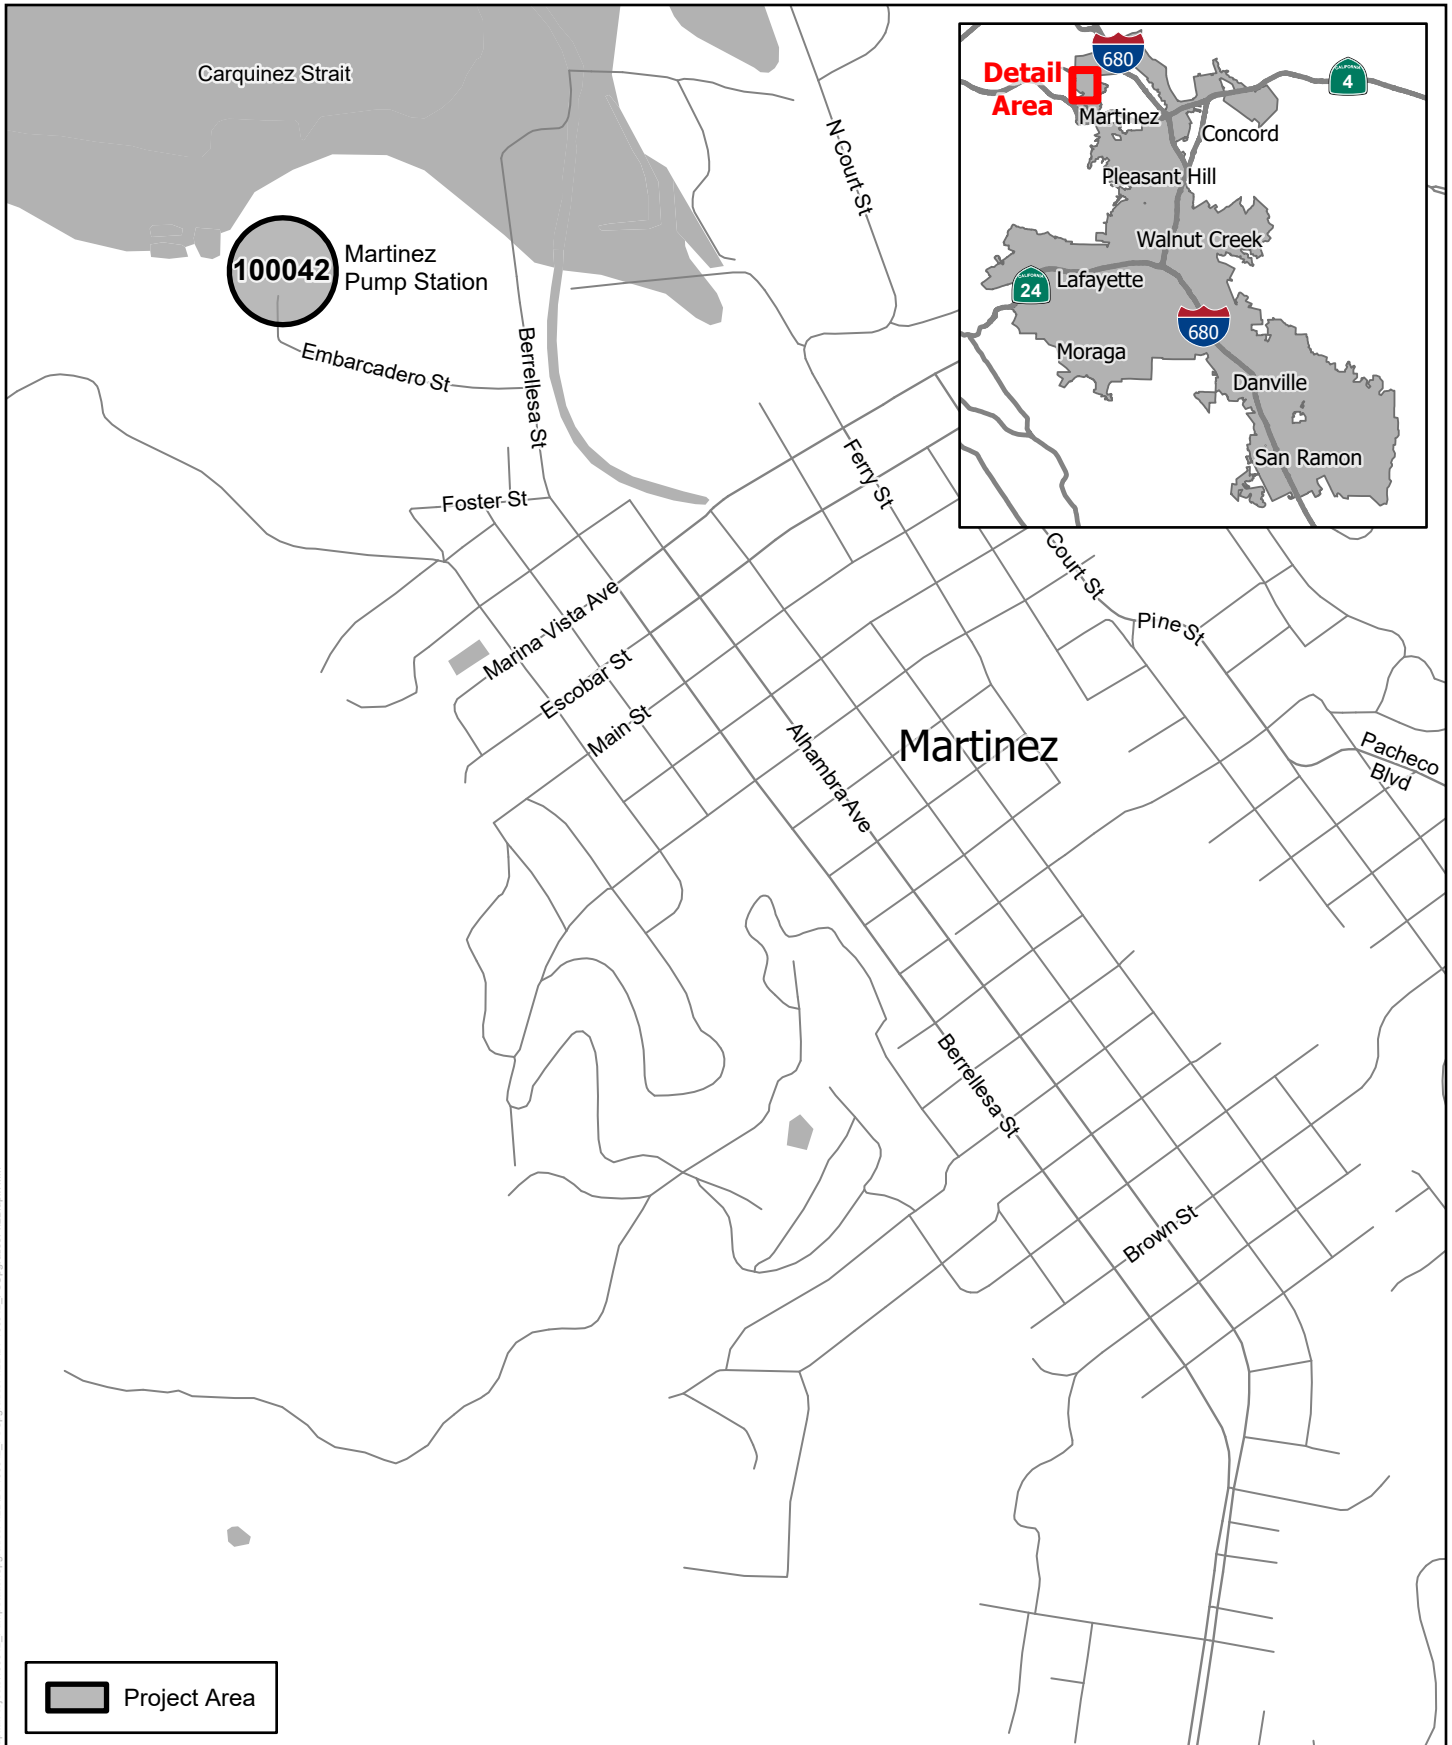 Carquinez Strait
100042
Martinez
Pump Station
Embarcadero St
Berrellesa St
N Court St
Ferry St
Foster St
Marina Vista Ave
Escobar St
Main St
Alhambra Ave
Martinez
Court St
Pine St
Pacheco
Blvd
Berrellesa St
Brown St
Detail
Area
680
CALIFORNIA
4
Martinez
Concord
Pleasant Hill
Walnut Creek
CALIFORNIA
24
Lafayette
680
Moraga
Danville
San Ramon
Project Area